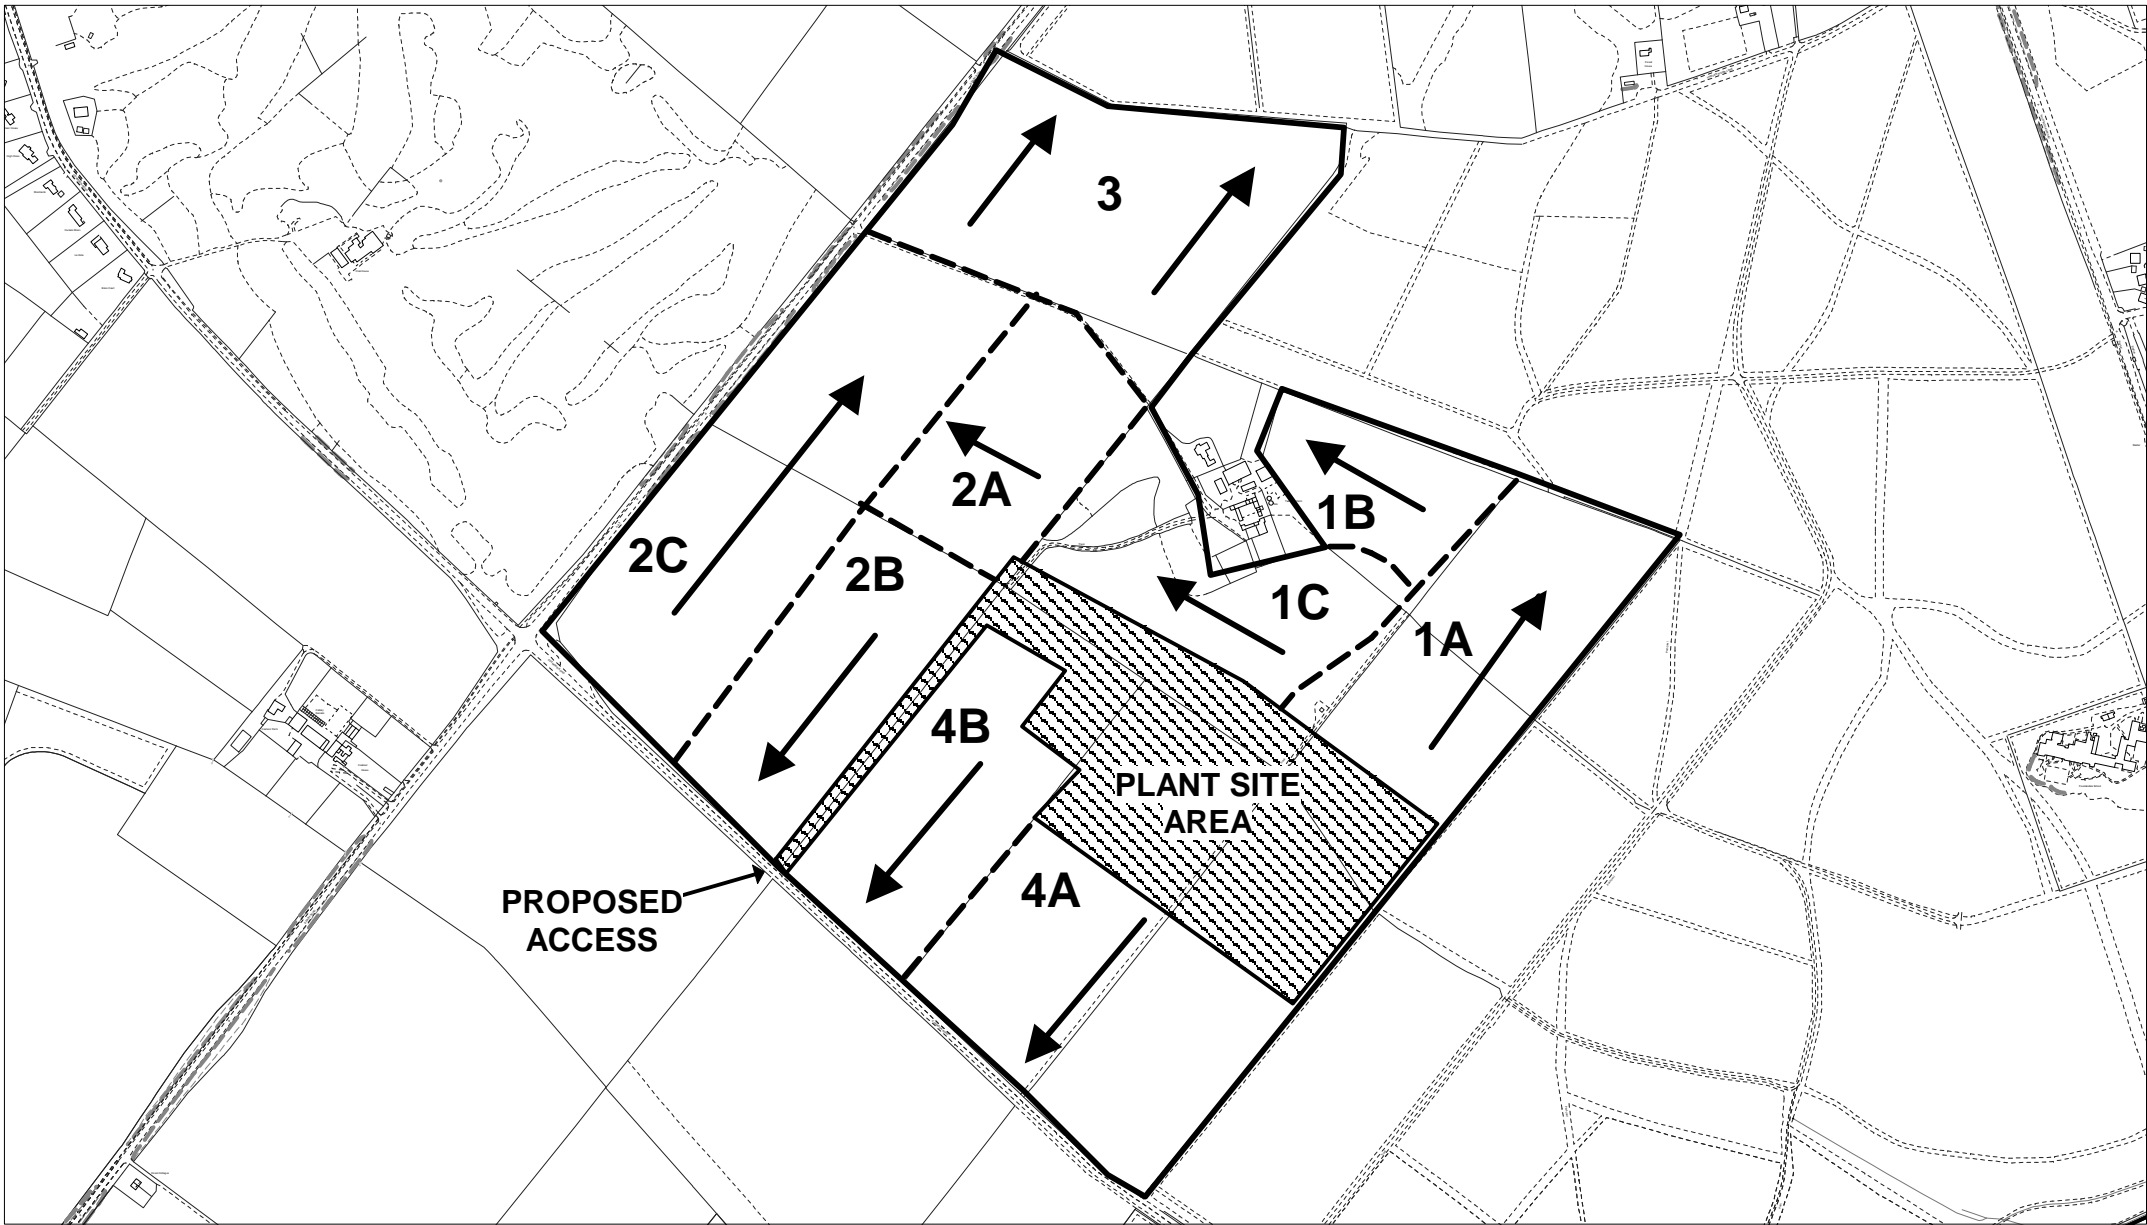 3
2A
1B
2C
2B
1C
1A
4B
PLANT SITE
AREA
4A
PROPOSED
ACCESS